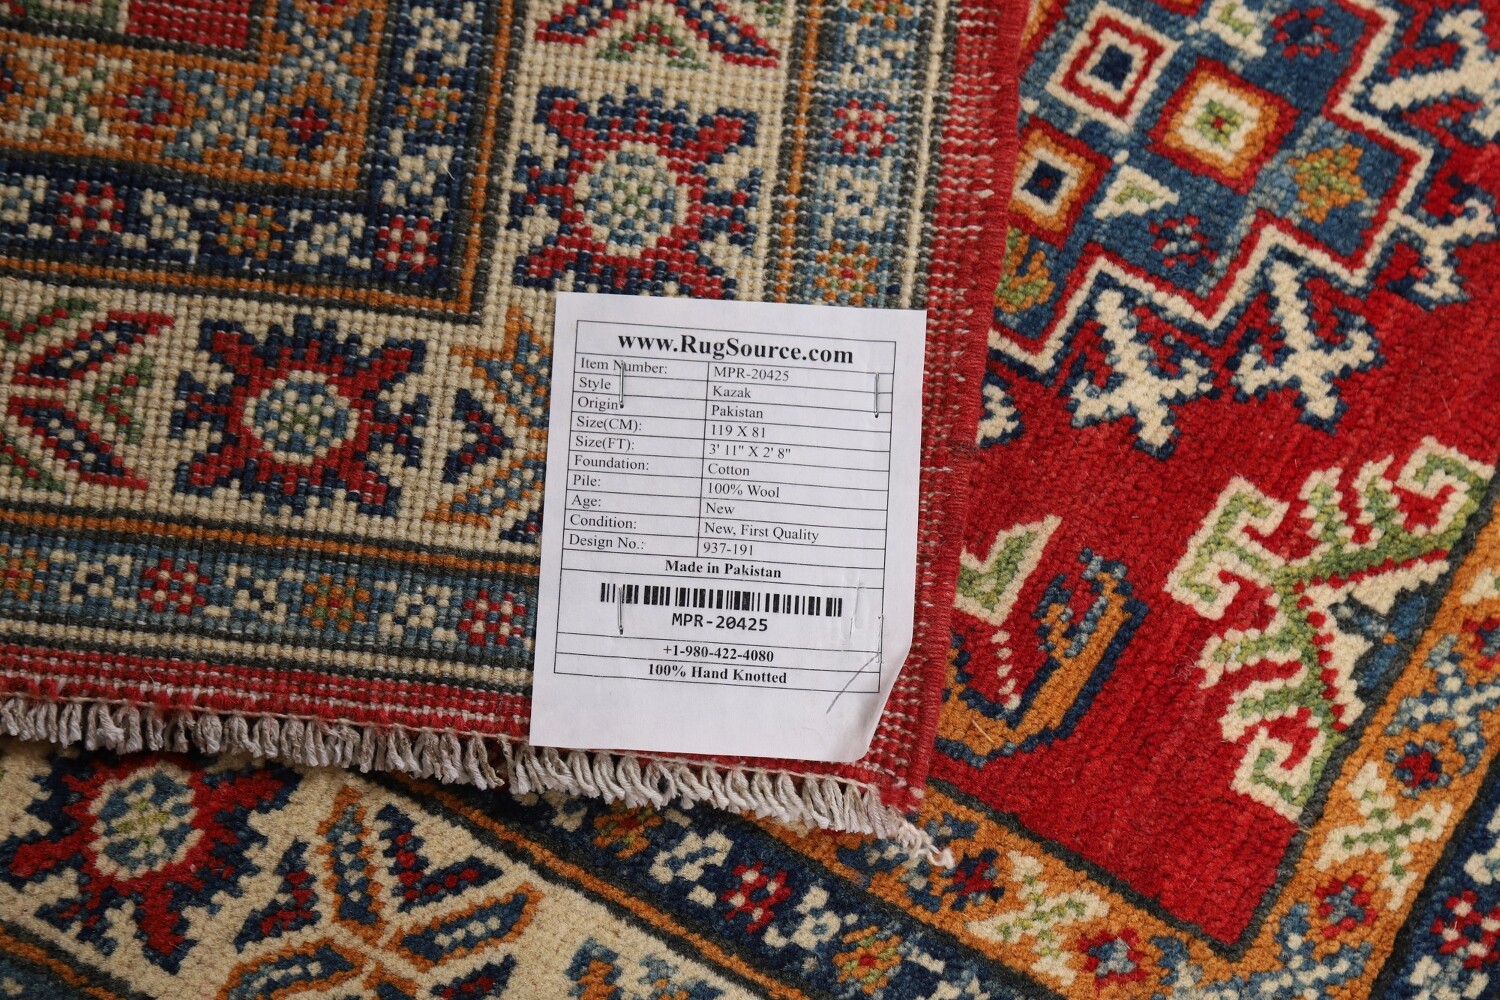 www.RugSource.com
Item Number: MPR-20425
Style Kazak
Origin Pakistan
Size(CM): 119 X 81
Size(FT): 3' 11" X 2' 8"
Foundation: Cotton
Pile: 100% Wool
Age: New
Condition: New, First Quality
Design No.: 937-191
Made in Pakistan
MPR-20425
+1-980-422-4080
100% Hand Knotted